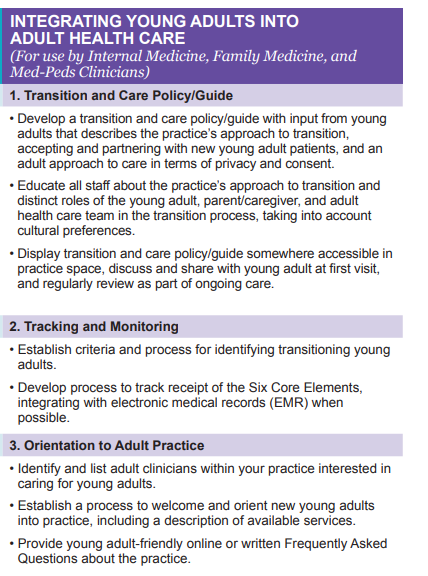 INTEGRATING YOUNG ADULTS INTO
ADULT HEALTH CARE
(For use by Internal Medicine, Family Medicine, and
Med-Peds Clinicians)
1. Transition and Care Policy/Guide
• Develop a transition and care policy/guide with input from young
adults that describes the practice's approach to transition,
accepting and partnering with new young adult patients, and an
adult approach to care in terms of privacy and consent.
• Educate all staff about the practice's approach to transition and
distinct roles of the young adult, parent/caregiver, and adult
health care team in the transition process, taking into account
cultural preferences.
• Display transition and care policy/guide somewhere accessible in
practice space, discuss and share with young adult at first visit,
and regularly review as part of ongoing care.
2. Tracking and Monitoring
• Establish criteria and process for identifying transitioning young
adults.
• Develop process to track receipt of the Six Core Elements,
integrating with electronic medical records (EMR) when
possible.
3. Orientation to Adult Practice
• Identify and list adult clinicians within your practice interested in
caring for young adults.
• Establish a process to welcome and orient new young adults
into practice, including a description of available services.
• Provide young adult-friendly online or written Frequently Asked
Questions about the practice.